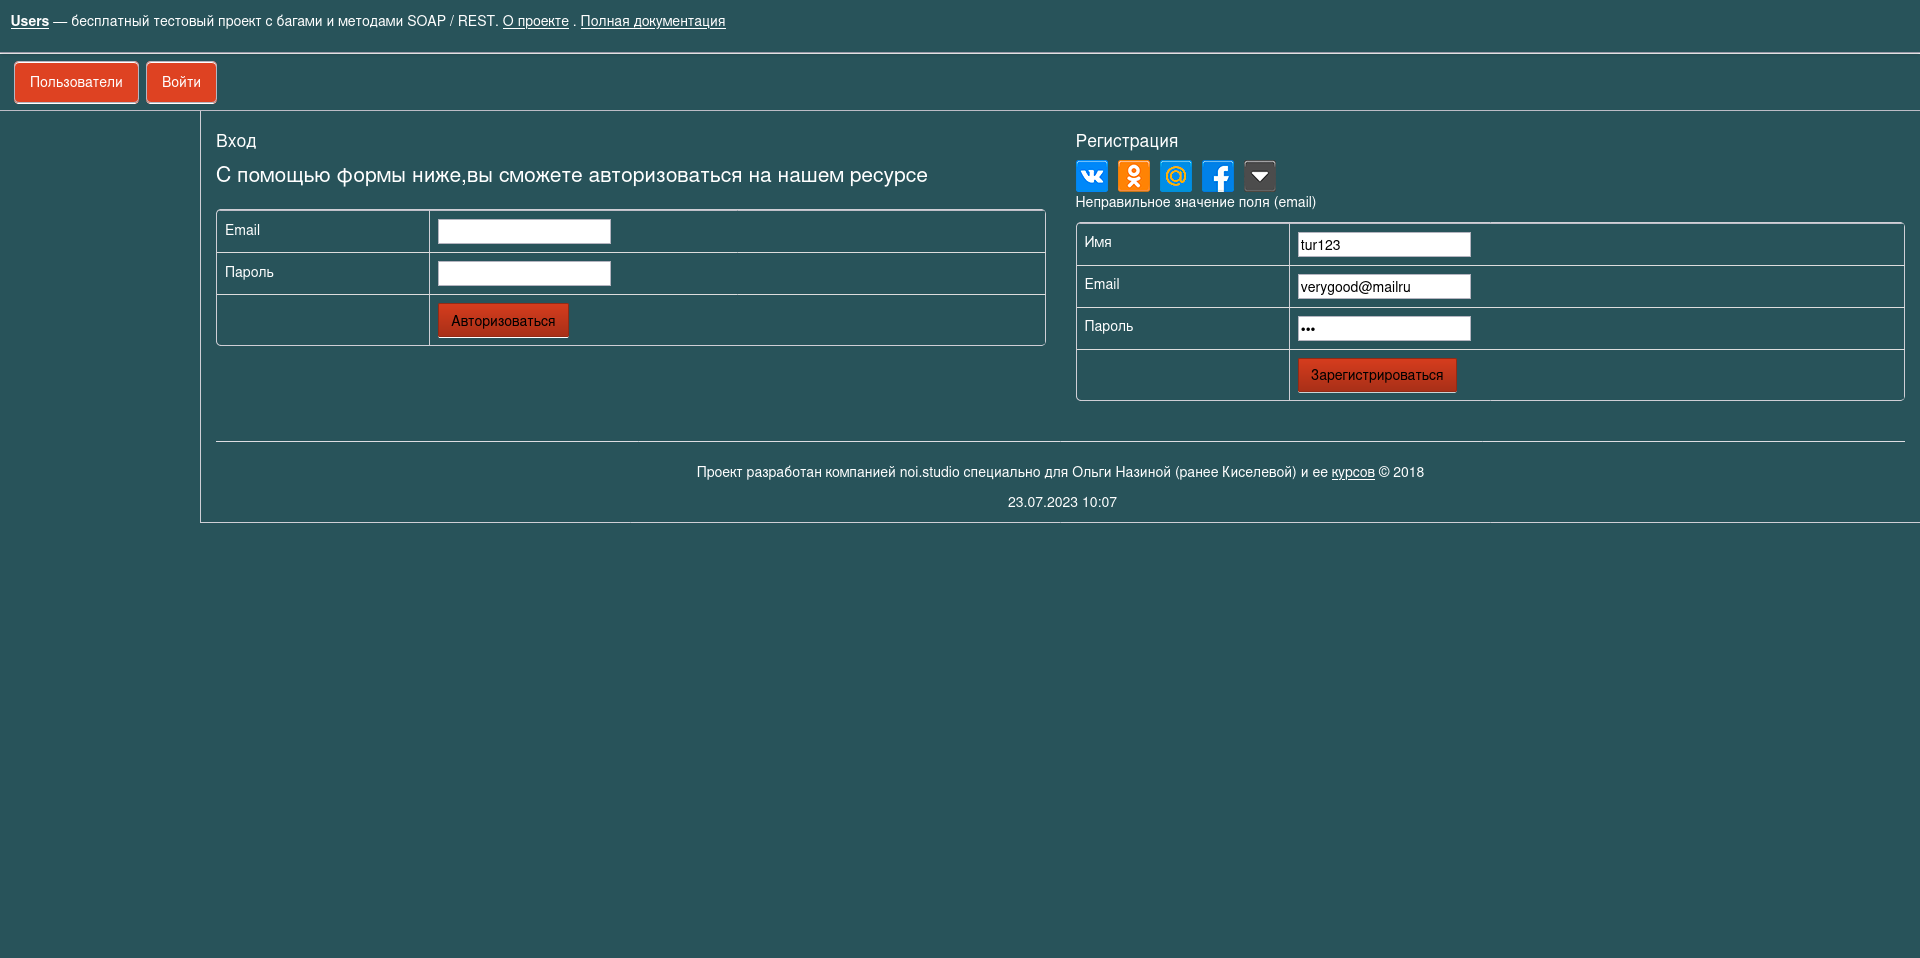 Users — бесплатный тестовый проект с багами и методами SOAP / REST. О проекте . Полная документация
Пользователи
Войти
Вход
С помощью формы ниже,вы сможете авторизоваться на нашем ресурсе
Email
Пароль
Авторизоваться
Регистрация
Неправильное значение поля (email)
Имя
tur123
Email
verygood@mailru
Пароль
•••
Зарегистрироваться
Проект разработан компанией noi.studio специально для Ольги Назиной (ранее Киселевой) и ее курсов © 2018
23.07.2023 10:07